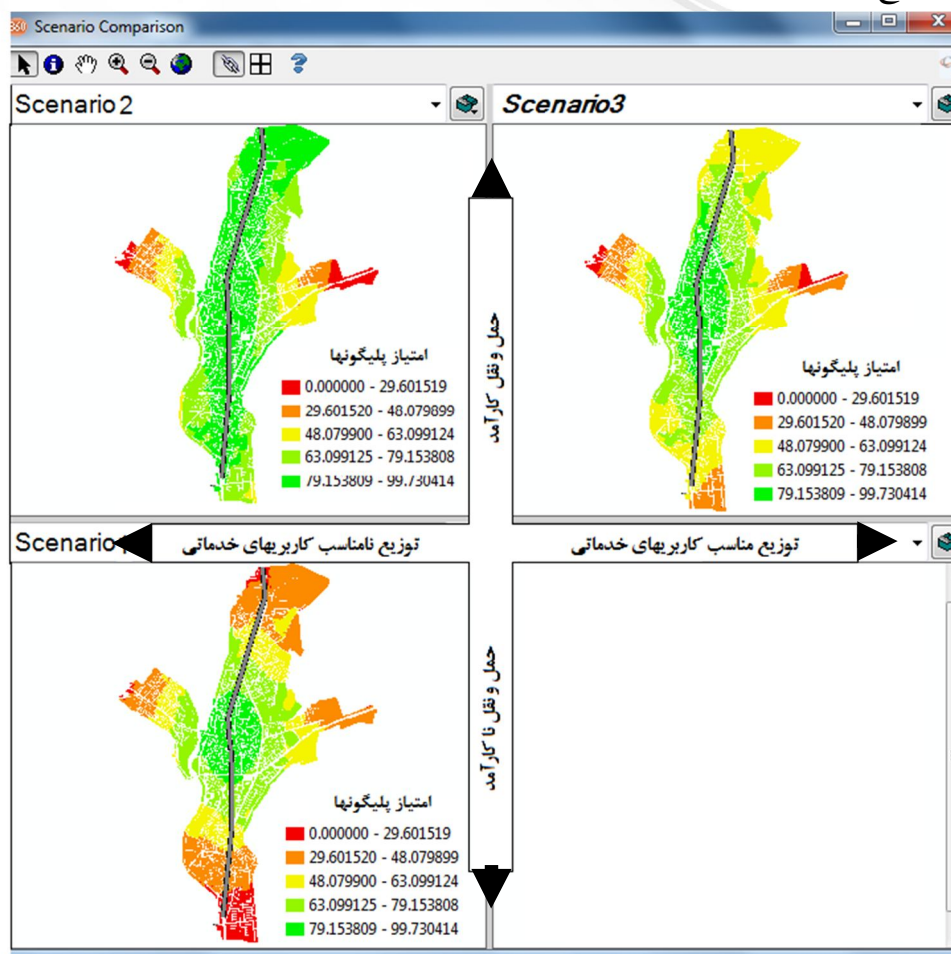 Scenario Comparison
Scenario2
Scenario3
امتیاز پلیگونها
0.000000 - 29.601519
29.601520 - 48.079899
48.079900 - 63.099124
63.099125 - 79.153808
79.153809 - 99.730414
امتیاز پلیگونها
0.000000 - 29.601519
29.601520 - 48.079899
48.079900 - 63.099124
63.099125 - 79.153808
79.153809 - 99.730414
حمل و نقل کارآمد
Scenario
توزیع نامناسب کاربریهای خدماتی
توزیع مناسب کاربریهای خدماتی
حمل و نقل نا کارآمد
امتیاز پلیگونها
0.000000 - 29.601519
29.601520 - 48.079899
48.079900 - 63.099124
63.099125 - 79.153808
79.153809 - 99.730414